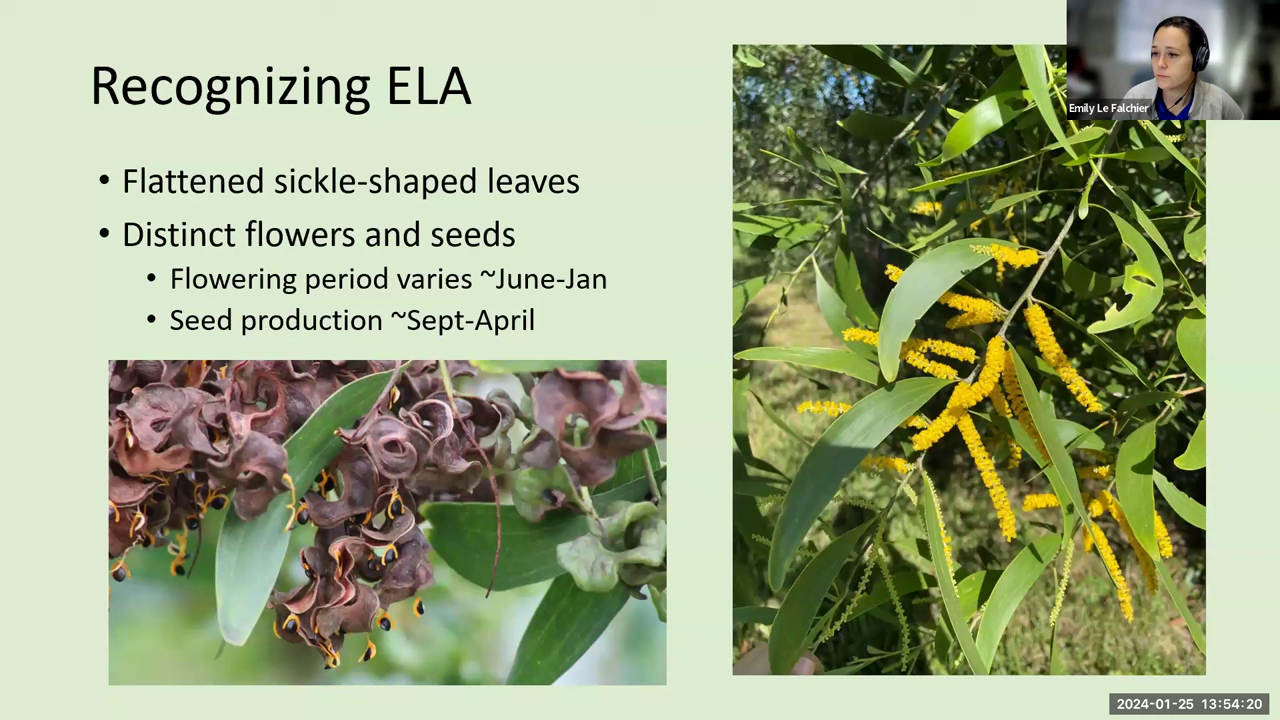 Recognizing ELA
• Flattened sickle-shaped leaves
• Distinct flowers and seeds
• Flowering period varies ~June-Jan
• Seed production ~Sept-April
Emily Le Falchier
2024-01-25 13:54:20